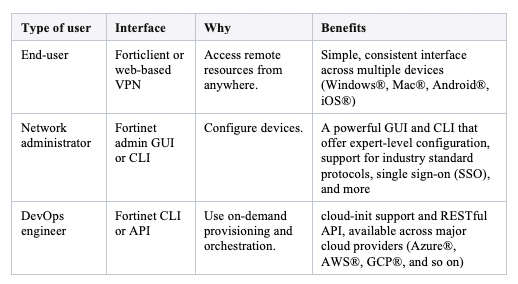 Type of user Interface Why Benefits
End-user Forticlient or Access remote Simple, consistent interface
web-based resources from across multiple devices
VPN anywhere. (Windows®, Mac®, Android®,
iOS®)
Network Fortinet Configure devices. A powerful GUI and CLI that
administrator admin GUI offer expert-level configuration,
or CLI support for industry standard
protocols, single sign-on (SSO),
and more
DevOps Fortinet CLI Use on-demand cloud-init support and RESTful
engineer or API provisioning and API, available across major
orchestration. cloud providers (Azure®,
AWS®, GCP®, and so on)